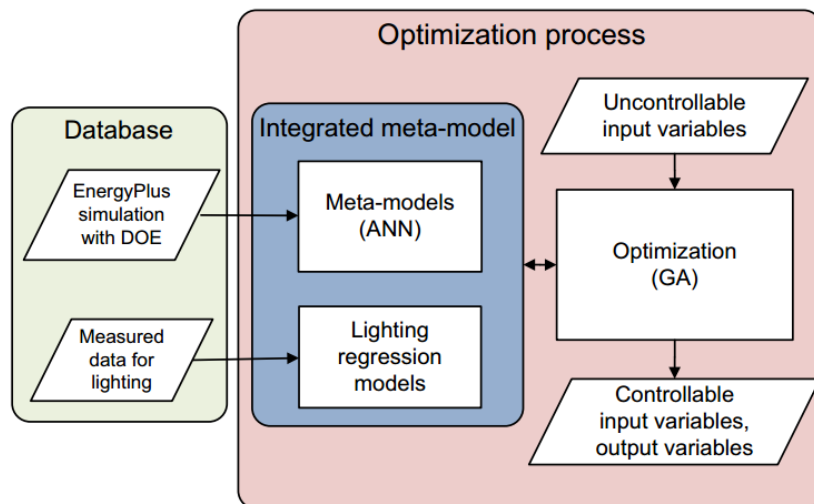 Optimization process
Database
EnergyPlus
simulation
with DOE
Measured
data for
lighting
Integrated meta-model
Meta-models
(ANN)
Lighting
regression
models
Uncontrollable
input variables
Optimization
(GA)
Controllable
input variables,
output variables